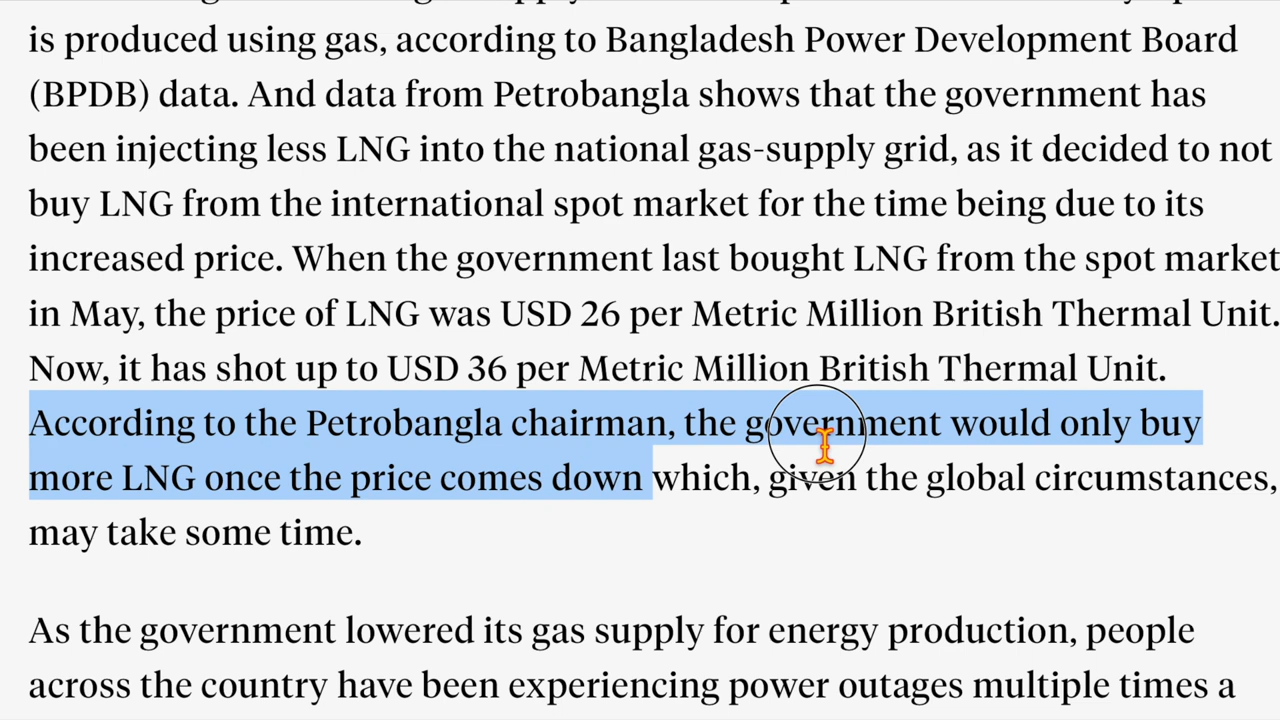 is produced using gas, according to Bangladesh Power Development Board
(BPDB) data. And data from Petrobangla shows that the government has
been injecting less LNG into the national gas-supply grid, as it decided to not
buy LNG from the international spot market for the time being due to its
increased price. When the government last bought LNG from the spot market
in May, the price of LNG was USD 26 per Metric Million British Thermal Unit.
Now, it has shot up to USD 36 per Metric Million British Thermal Unit.
According to the Petrobangla chairman, the government would only buy
more LNG once the price comes down which, given the global circumstances,
may take some time.
As the government lowered its gas supply for energy production, people
across the country have been experiencing power outages multiple times a